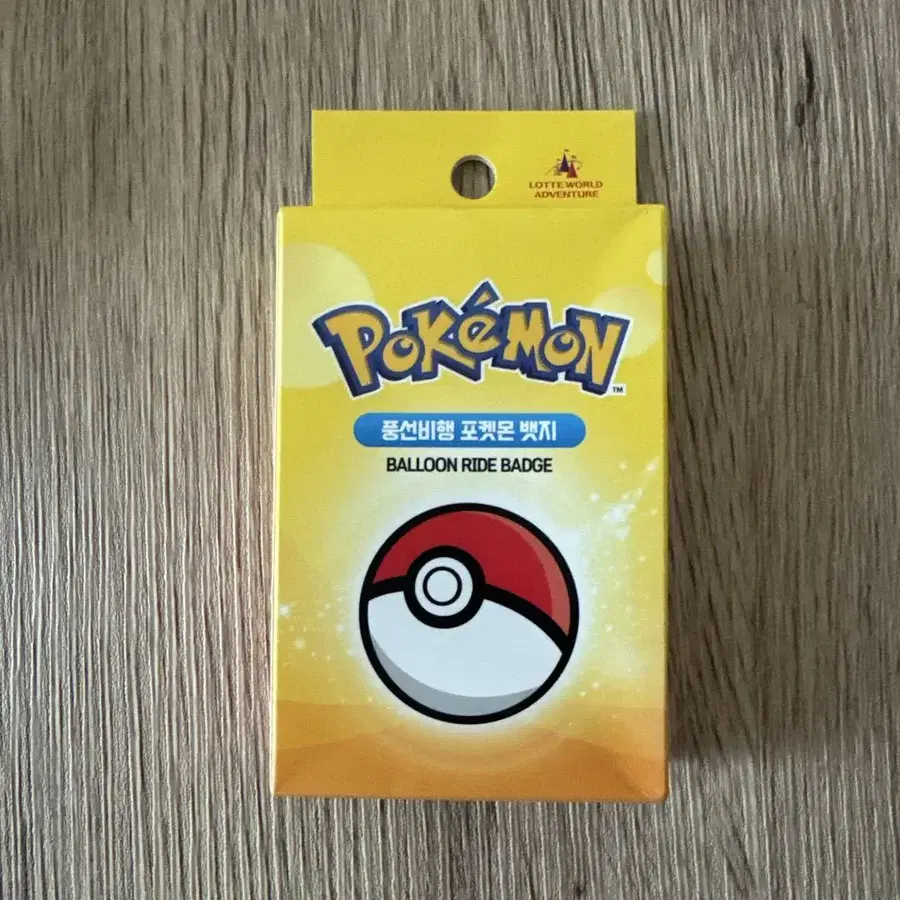 LOTTE WORLD
ADVENTURE
POKéMON
TM
풍선비행 포켓몬 뱃지
BALLOON RIDE BADGE